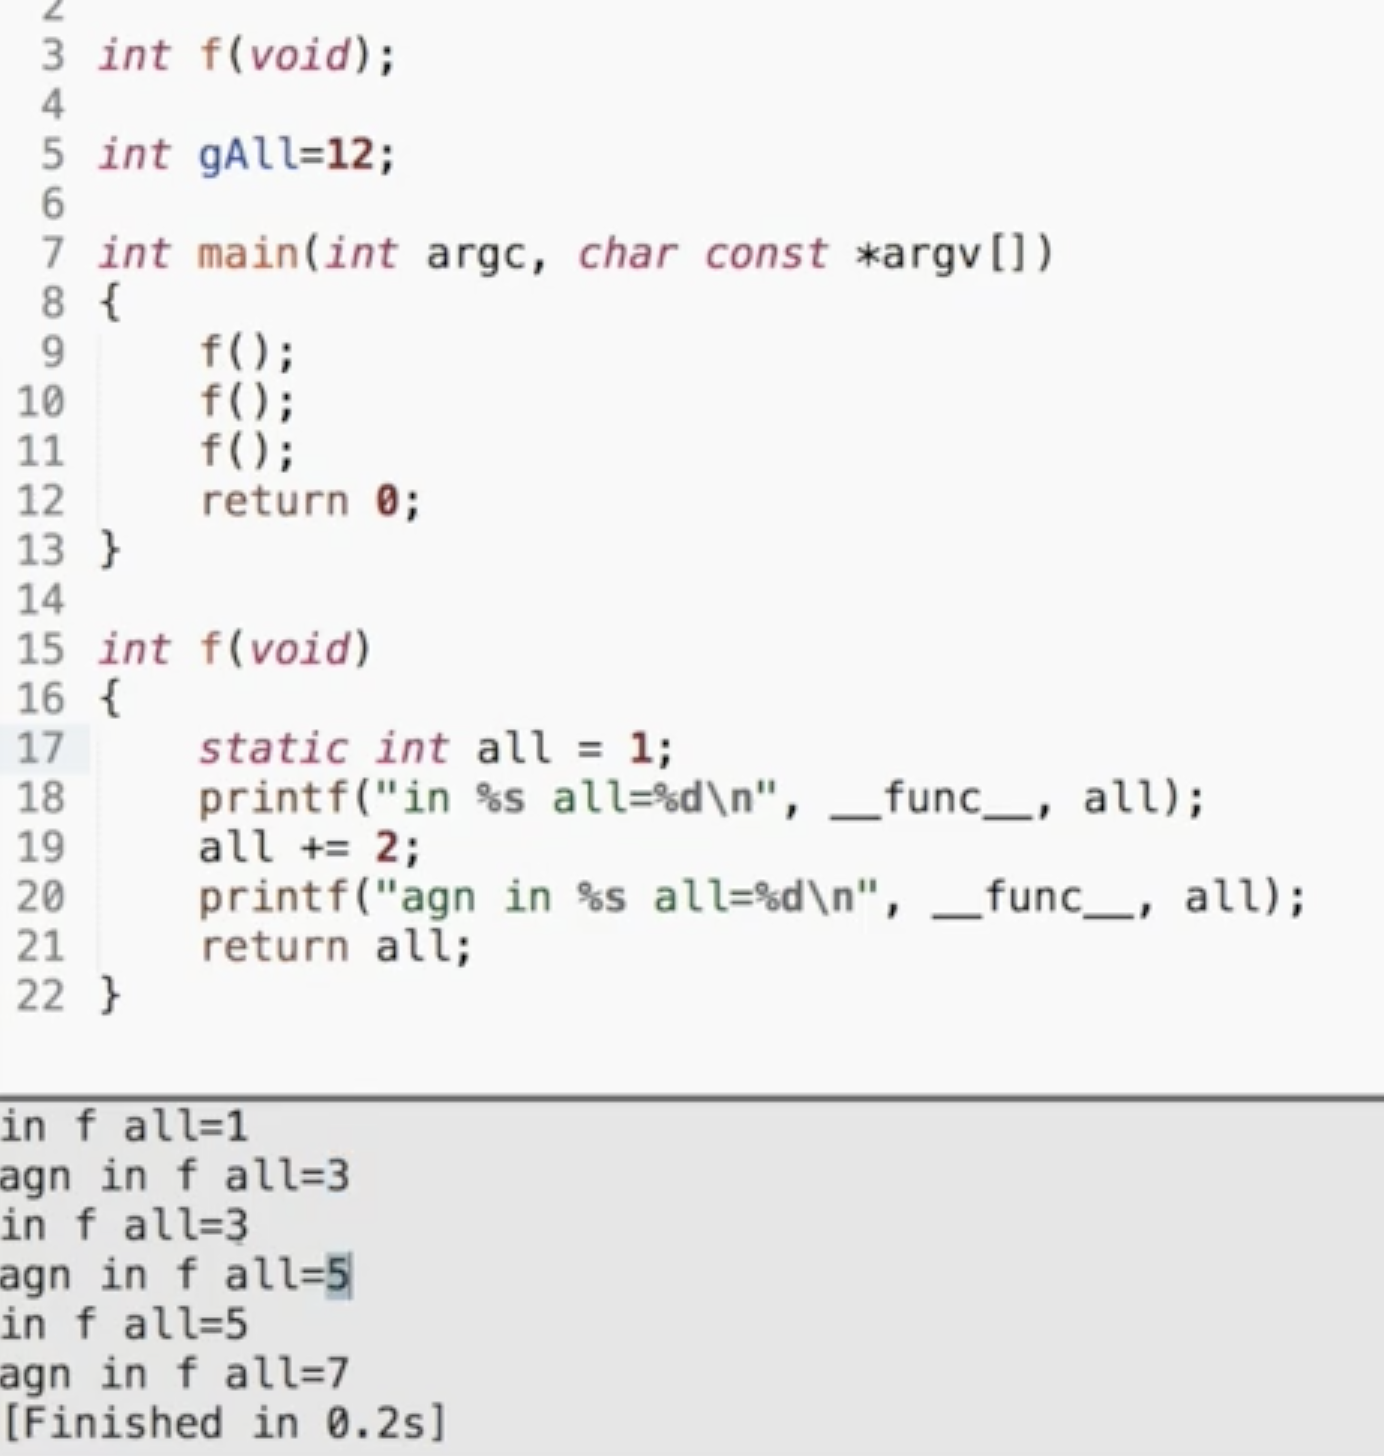 2
3 int f(void);
4
5 int gAll=12;
6
7 int main(int argc, char const *argv[])
8 {
9     f();
10     f();
11     f();
12     return 0;
13 }
14
15 int f(void)
16 {
17     static int all = 1;
18     printf("in %s all=%d\n", __func__, all);
19     all += 2;
20     printf("agn in %s all=%d\n", __func__, all);
21     return all;
22 }
in f all=1
agn in f all=3
in f all=3
agn in f all=5
in f all=5
agn in f all=7
[Finished in 0.2s]